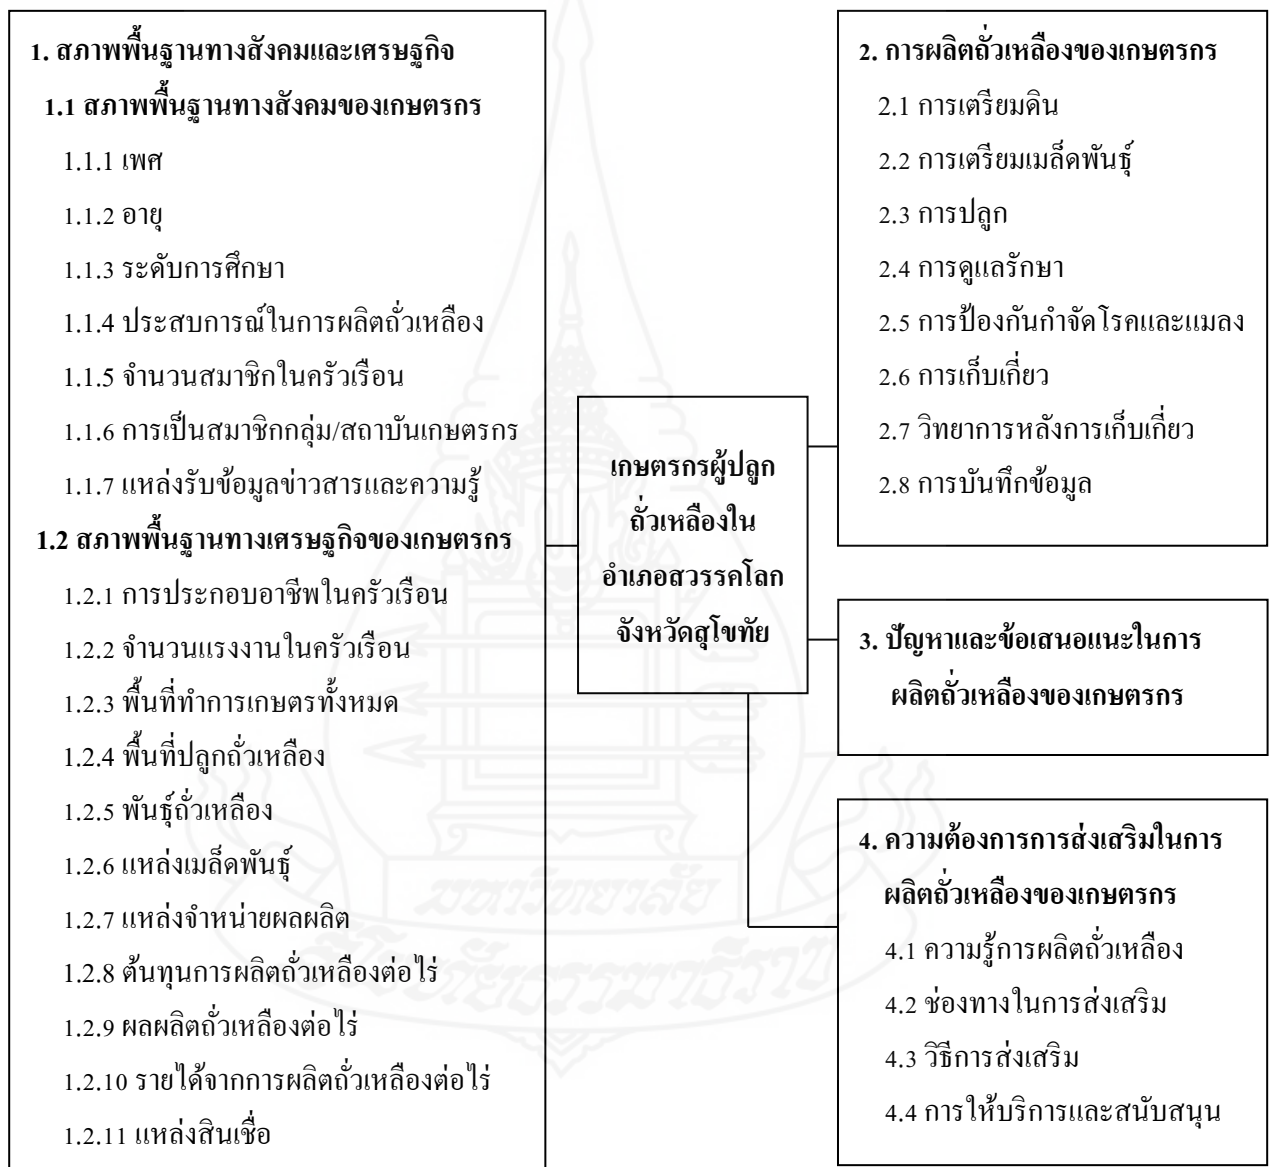 1. สภาพพื้นฐานทางสังคมและเศรษฐกิจ
1.1 สภาพพื้นฐานทางสังคมของเกษตรกร
1.1.1 เพศ
1.1.2 อายุ
1.1.3 ระดับการศึกษา
1.1.4 ประสบการณ์ในการผลิตถั่วเหลือง
1.1.5 จำนวนสมาชิกในครัวเรือน
1.1.6 การเป็นสมาชิกกลุ่ม/สถาบันเกษตรกร
1.1.7 แหล่งรับข้อมูลข่าวสารและความรู้
1.2 สภาพพื้นฐานทางเศรษฐกิจของเกษตรกร
1.2.1 การประกอบอาชีพในครัวเรือน
1.2.2 จำนวนแรงงานในครัวเรือน
1.2.3 พื้นที่ทำการเกษตรทั้งหมด
1.2.4 พื้นที่ปลูกถั่วเหลือง
1.2.5 พันธุ์ถั่วเหลือง
1.2.6 แหล่งเมล็ดพันธุ์
1.2.7 แหล่งจำหน่ายผลผลิต
1.2.8 ต้นทุนการผลิตถั่วเหลืองต่อไร่
1.2.9 ผลผลิตถั่วเหลืองต่อไร่
1.2.10 รายได้จากการผลิตถั่วเหลืองต่อไร่
1.2.11 แหล่งสินเชื่อ
เกษตรกรผู้ปลูก
ถั่วเหลืองใน
อำเภอสวรรคโลก
จังหวัดสุโขทัย
2. การผลิตถั่วเหลืองของเกษตรกร
2.1 การเตรียมดิน
2.2 การเตรียมเมล็ดพันธุ์
2.3 การปลูก
2.4 การดูแลรักษา
2.5 การป้องกันกำจัดโรคและแมลง
2.6 การเก็บเกี่ยว
2.7 วิทยาการหลังการเก็บเกี่ยว
2.8 การบันทึกข้อมูล
3. ปัญหาและข้อเสนอแนะในการ
ผลิตถั่วเหลืองของเกษตรกร
4. ความต้องการการส่งเสริมในการ
ผลิตถั่วเหลืองของเกษตรกร
4.1 ความรู้การผลิตถั่วเหลือง
4.2 ช่องทางในการส่งเสริม
4.3 วิธีการส่งเสริม
4.4 การให้บริการและสนับสนุน
มหาวิทยาลัย
สุโขทัยธรรมาธิราช